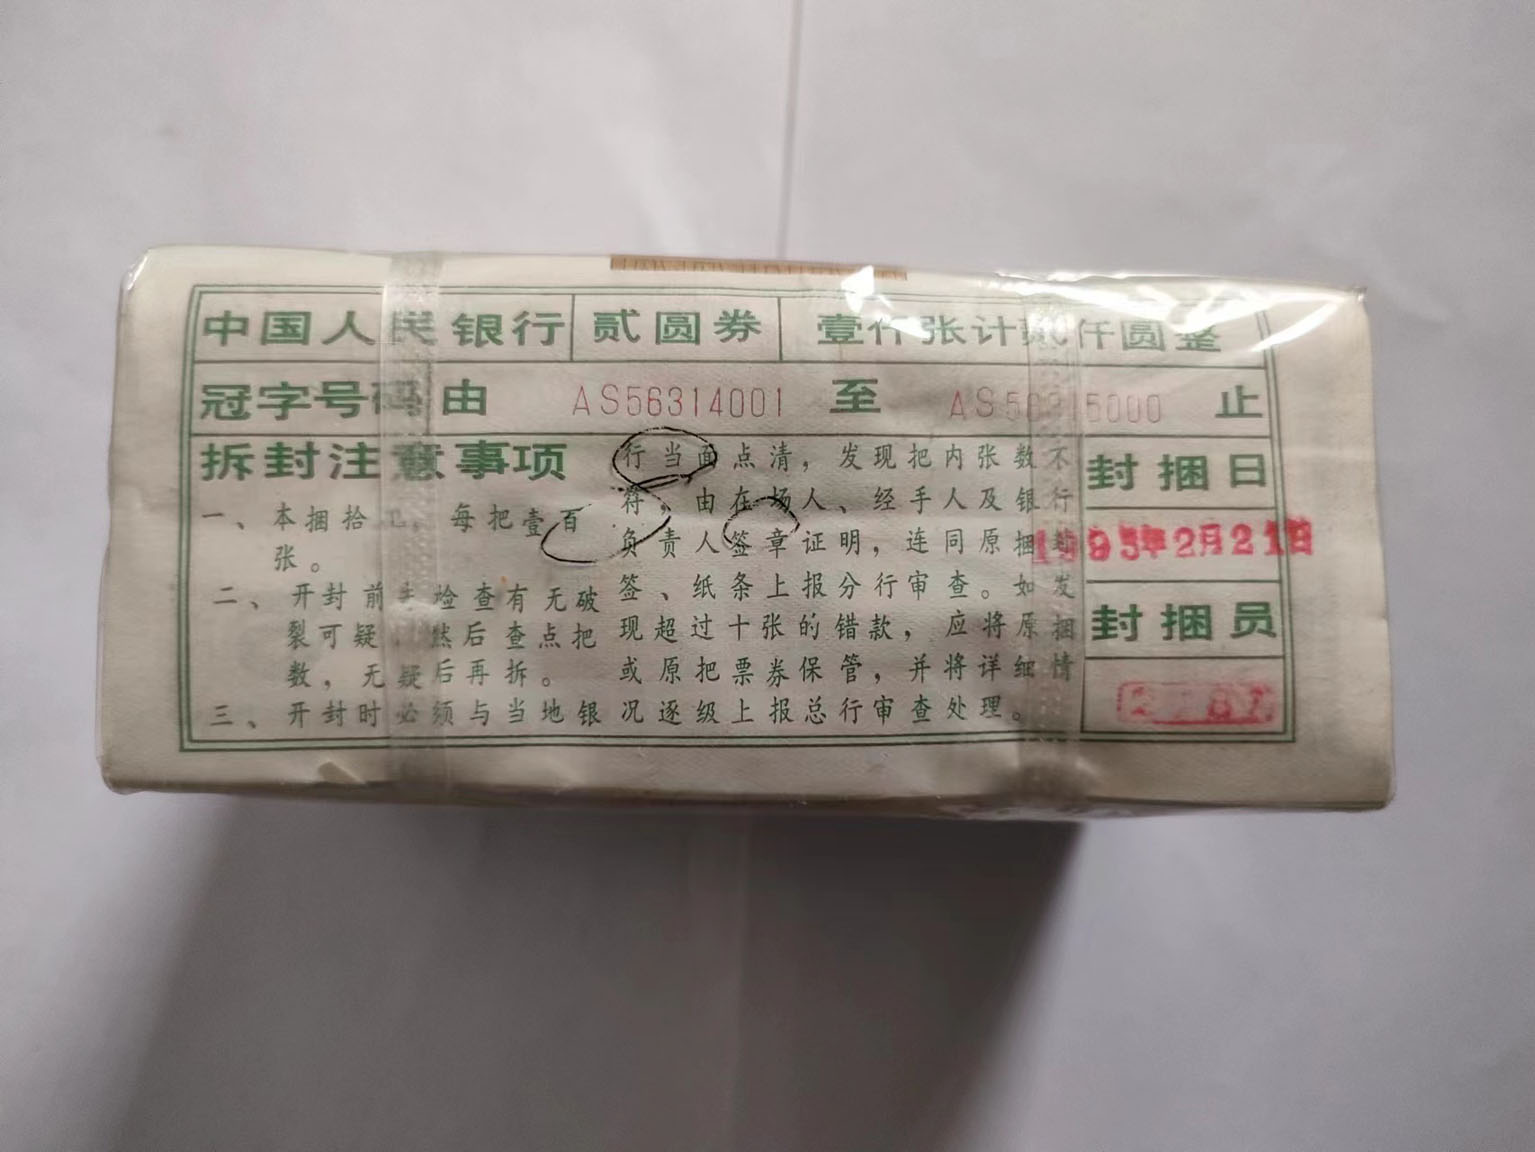 中国人民银行 贰圆券 壹仟张计贰仟圆整
冠字号码由 AS56314001 至 AS56315000 止
拆封注意事项
一、本捆拾把,每把壹百
张。
二、开封前先检查有无破
裂可疑,然后查点把
数,无疑后再拆。
三、开封时必须与当地银
行当面点清,发现把内张数不
符,由在场人、经手人及银行
负责人签章证明,连同原捆封
签、纸条上报分行审查。如发
现超过十张的错款,应将原捆
或原把票券保管,并将详细情
况逐级上报总行审查处理。
封捆日
1995年2月21日
封捆员